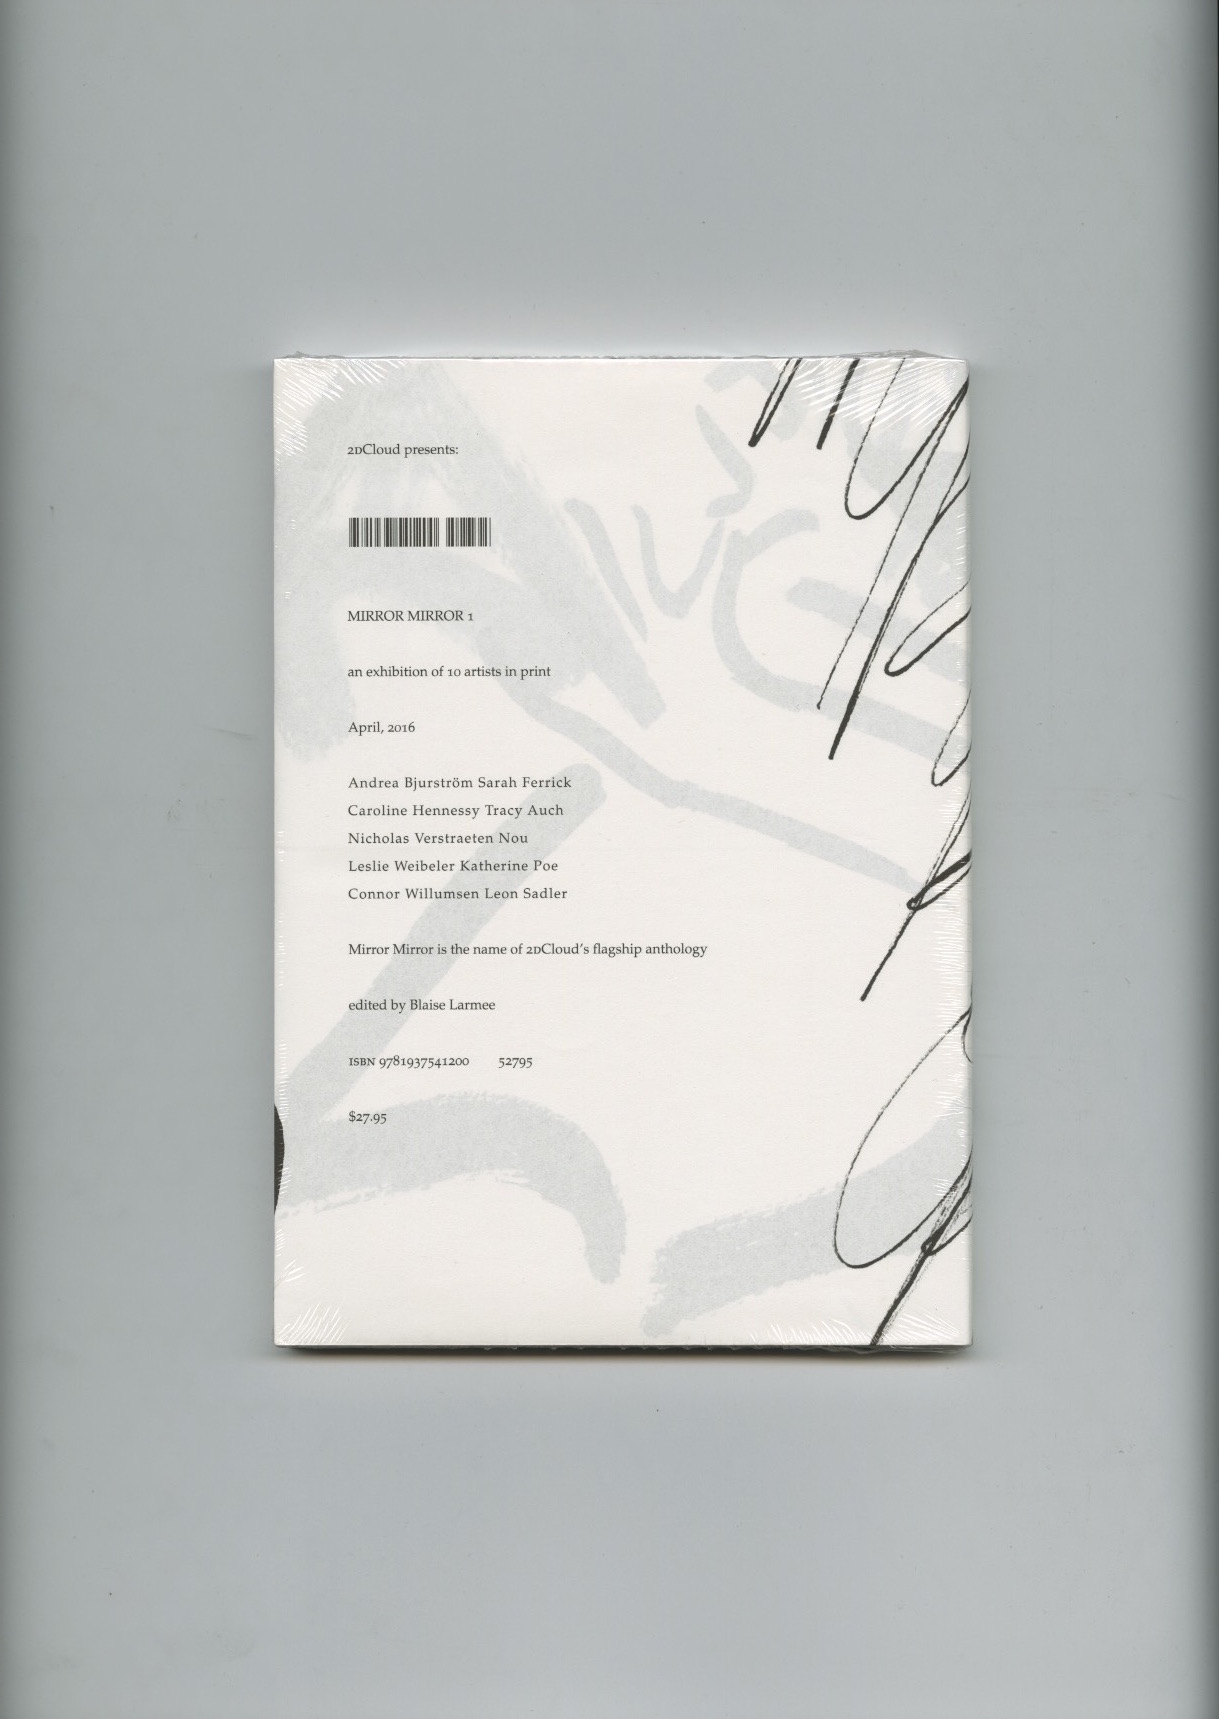 2DCloud presents:
MIRROR MIRROR 1
an exhibition of 10 artists in print
April, 2016
Andrea Bjurström Sarah Ferrick
Caroline Hennessy Tracy Auch
Nicholas Verstraeten Nou
Leslie Weibeler Katherine Poe
Connor Willumsen Leon Sadler
Mirror Mirror is the name of 2DCloud's flagship anthology
edited by Blaise Larmee
ISBN 9781937541200 52795
$27.95